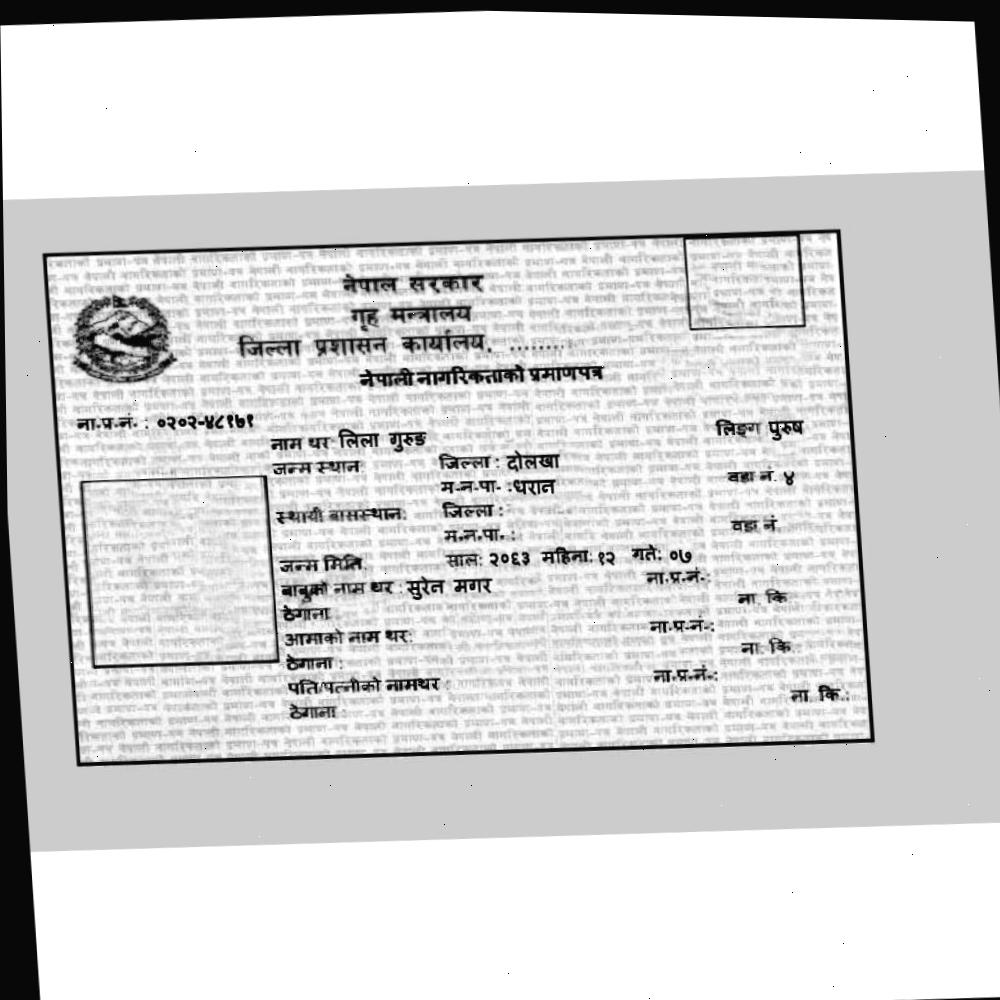 नेपाल सरकार
गृह मन्त्रालय
जिल्ला प्रशासन कार्यालय, ..........
नेपाली नागरिकताको प्रमाणपत्र
ना.प्र.नं. : ०२०२-४८१७१
नाम थर: लिला गुरुङ लिङ्ग पुरुष
जन्म स्थान: जिल्ला : दोलखा
म.न.पा. :धरान वडा नं. ४
स्थायी बासस्थान: जिल्ला :
म.न.पा. : वडा नं.
जन्म मिति: साल: २०६३ महिना: १२ गते: ०७
बाबुको नाम थर : सुरेन मगर ना.प्र.नं.:
ठेगाना : ना. कि.
आमाको नाम थर: ना.प्र.नं.:
ठेगाना : ना. कि.:
पति/पत्नीको नामथर : ना.प्र.नं.:
ठेगाना : ना. कि.: